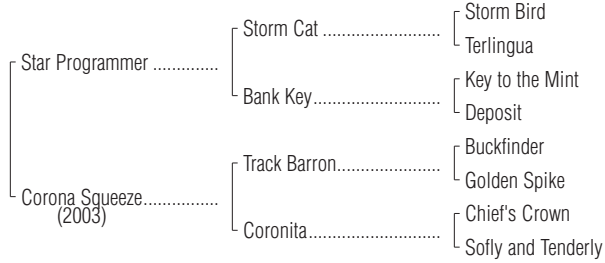 Storm Bird
Storm Cat ........................
Terlingua
Star Programmer ..............
Key to the Mint
Bank Key..........................
Deposit
Buckfinder
Track Barron.....................
Golden Spike
Corona Squeeze................
(2003)
Chief's Crown
Coronita...........................
Sofly and Tenderly